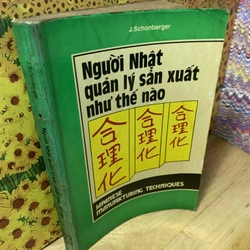 J.Schonberger
Người Nhật
quản lý sản xuất
như thế nào
合理化
合理化
合理化
JAPANESE
MANUFACTURING TECHNIQUES